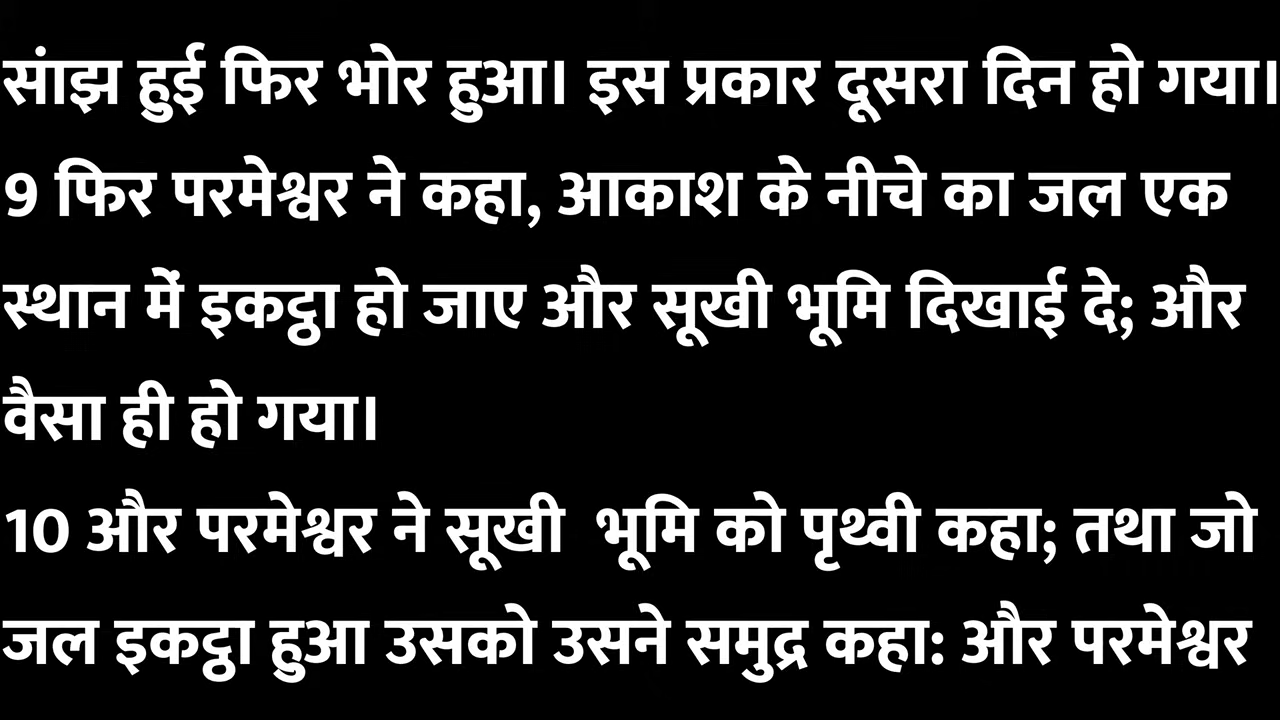 सांझ हुई फिर भोर हुआ। इस प्रकार दूसरा दिन हो गया।
9 फिर परमेश्वर ने कहा, आकाश के नीचे का जल एक
स्थान में इकट्ठा हो जाए और सूखी भूमि दिखाई दे; और
वैसा ही हो गया।
10 और परमेश्वर ने सूखी  भूमि को पृथ्वी कहा; तथा जो
जल इकट्ठा हुआ उसको उसने समुद्र कहा: और परमेश्वर